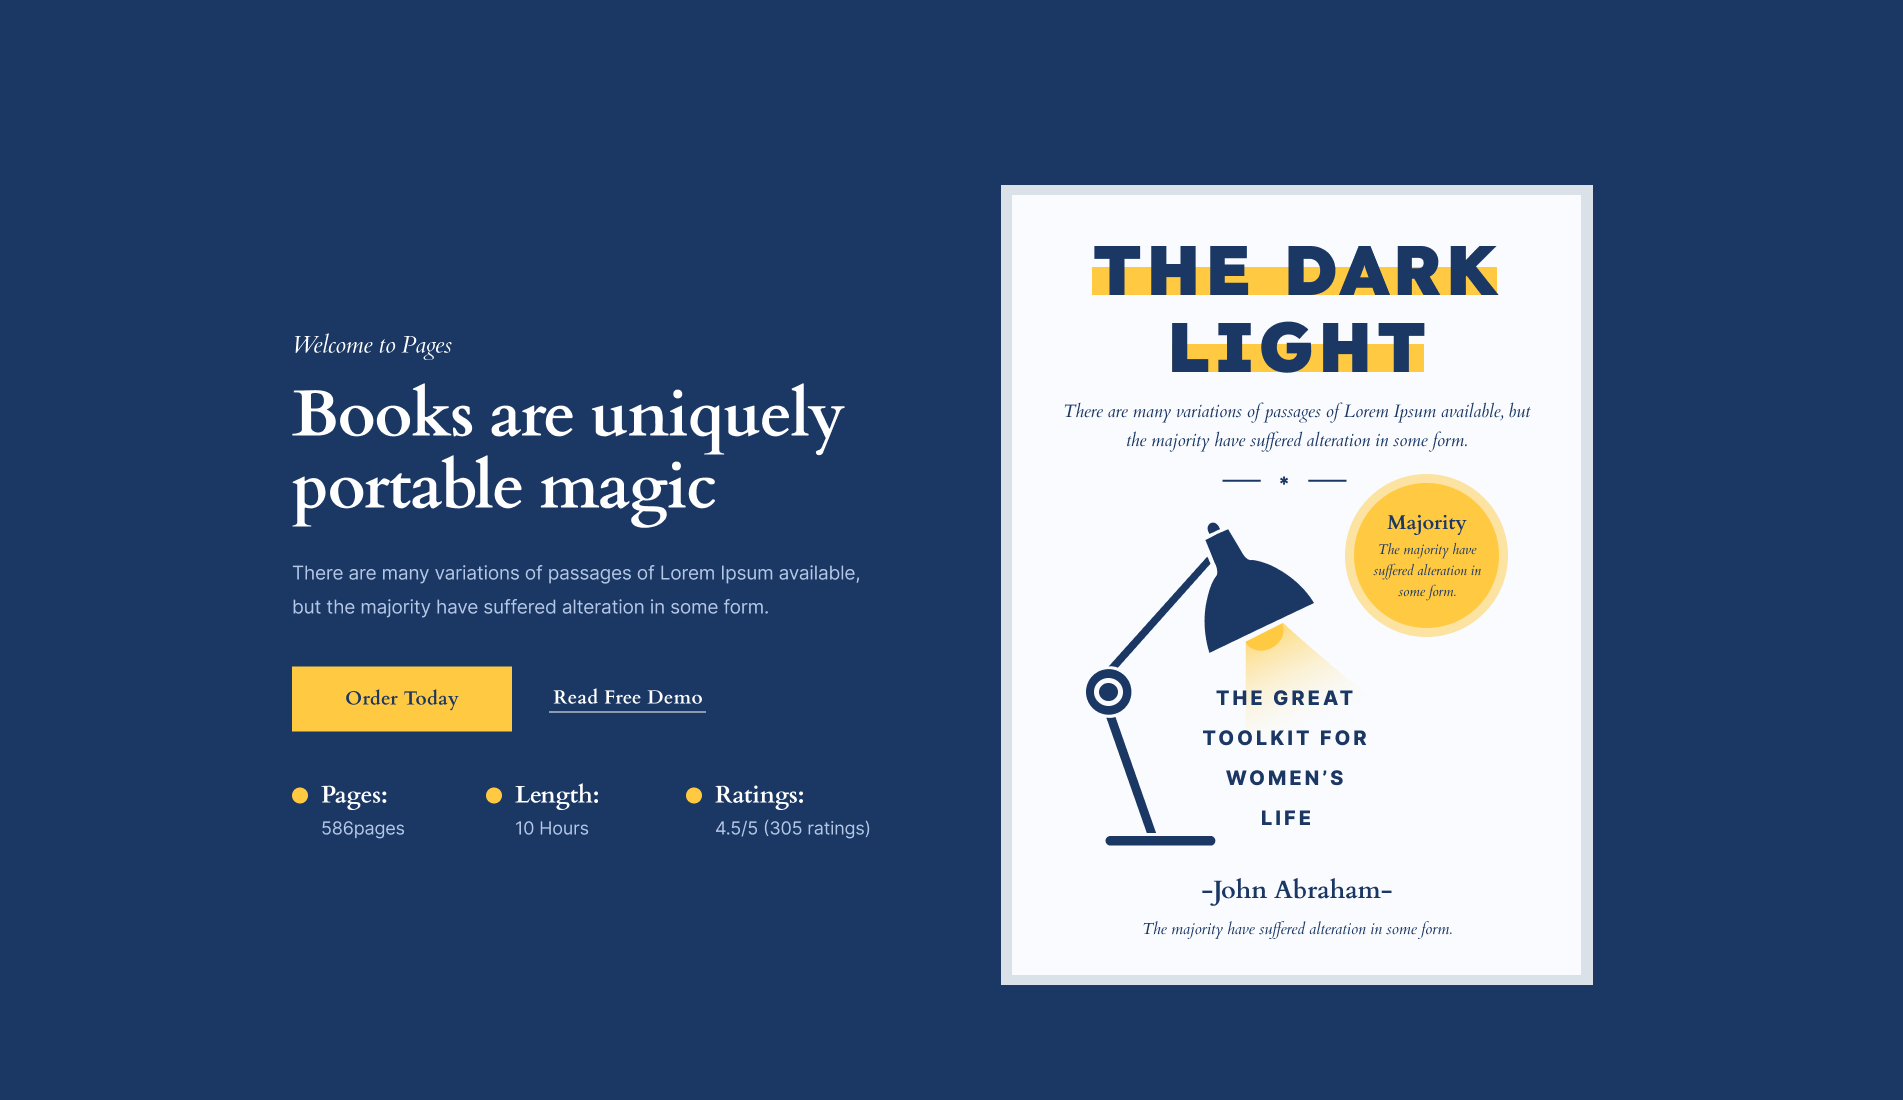 Welcome to Pages
Books are uniquely
portable magic
There are many variations of passages of Lorem Ipsum available,
but the majority have suffered alteration in some form.
Order Today
Read Free Demo
Pages:
586pages
Length:
10 Hours
Ratings:
4.5/5 (305 ratings)
THE DARK
LIGHT
There are many variations of passages of Lorem Ipsum available, but
the majority have suffered alteration in some form.
*
Majority
The majority have
suffered alteration in
some form.
THE GREAT
TOOLKIT FOR
WOMEN’S
LIFE
-John Abraham-
The majority have suffered alteration in some form.